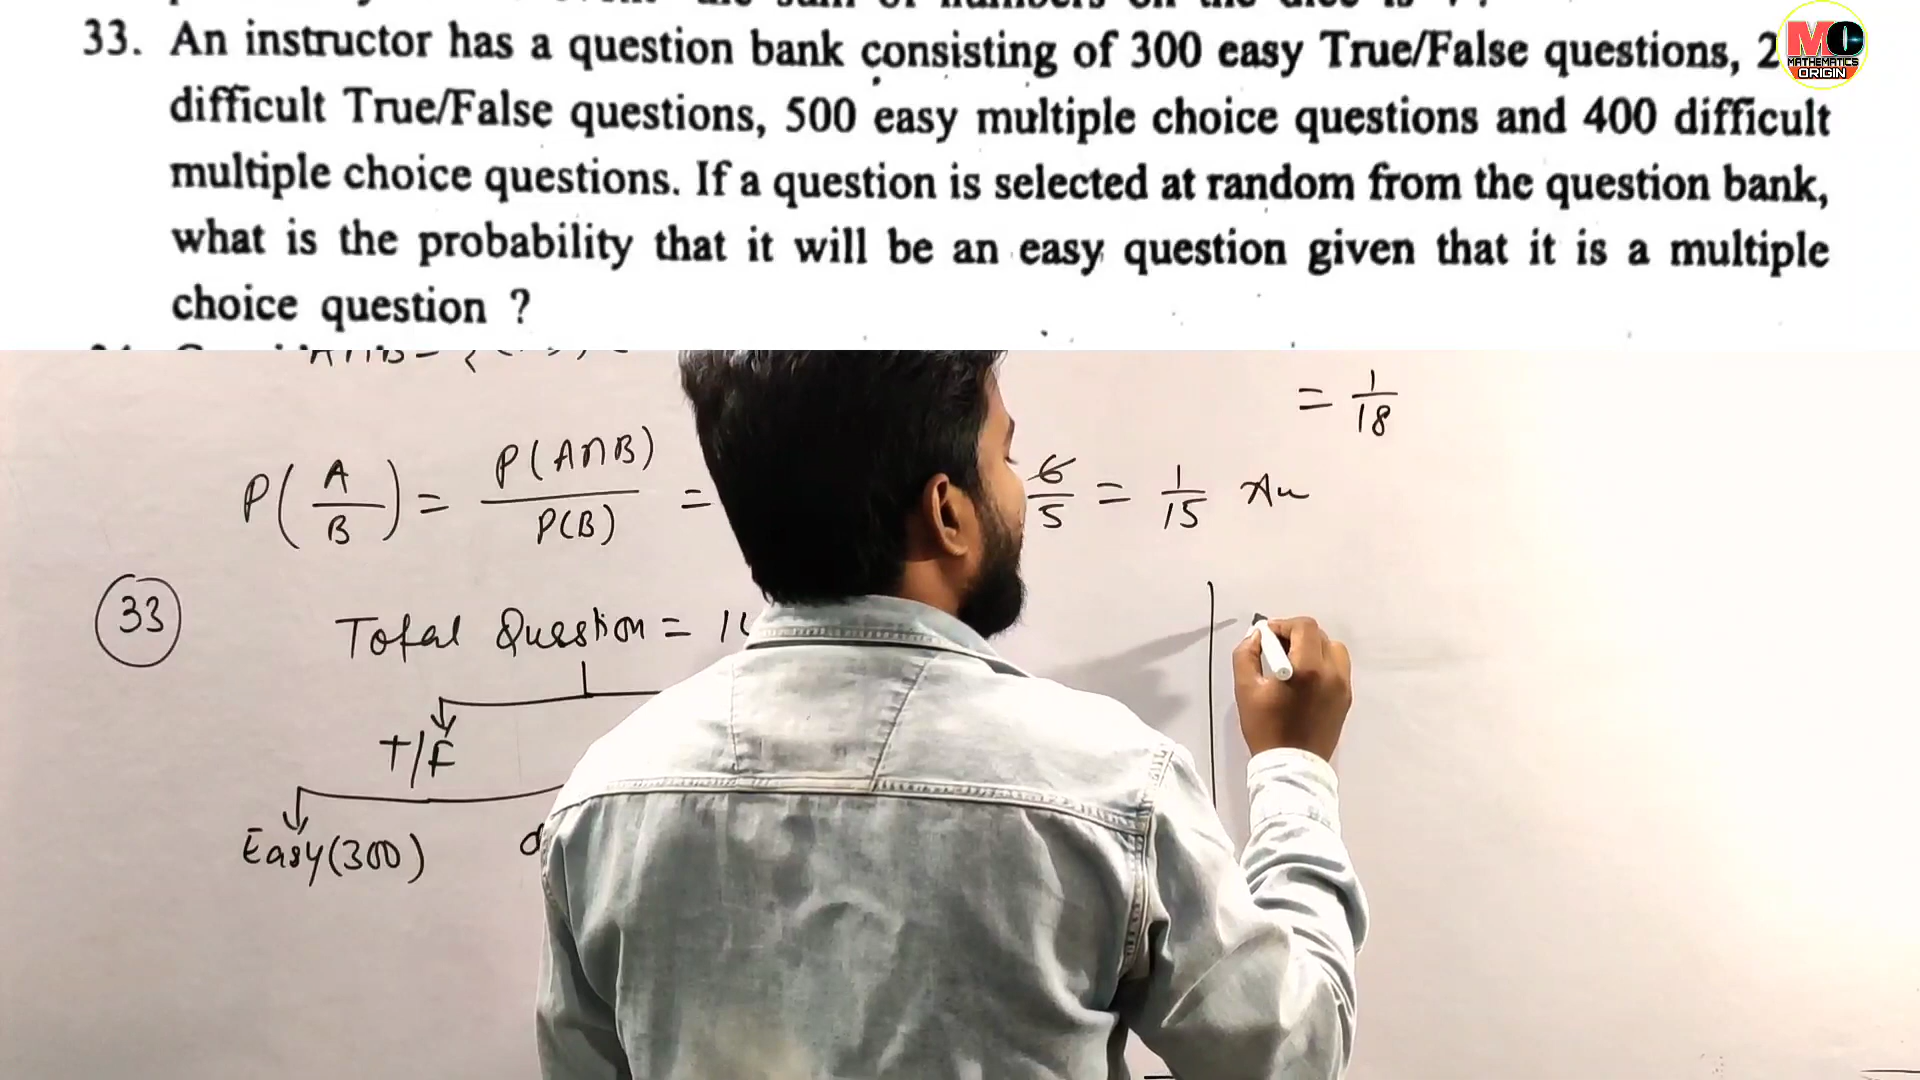 33. An instructor has a question bank consisting of 300 easy True/False questions,
difficult True/False questions, 500 easy multiple choice questions and 400 difficult
multiple choice questions. If a question is selected at random from the question bank,
what is the probability that it will be an easy question given that it is a multiple
choice question ?
MO
MATHEMATICS
ORIGIN
= 1/18
P(A/B) = P(A∩B)/P(B) = 6/5 = 1/15
33
Total Question =
T/F
Easy(300)